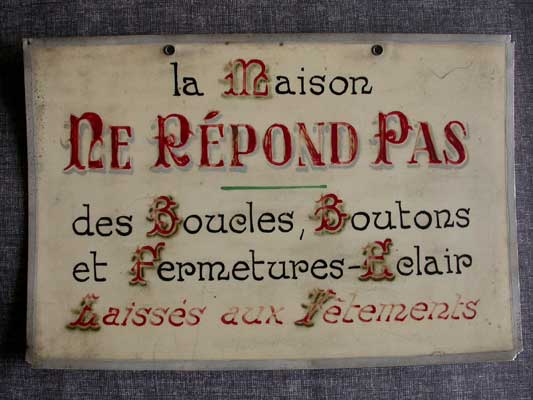 la Maison
NE RÉPOND PAS
des Boucles, Boutons
et Fermetures-Eclair
Laissés aux Vêtements